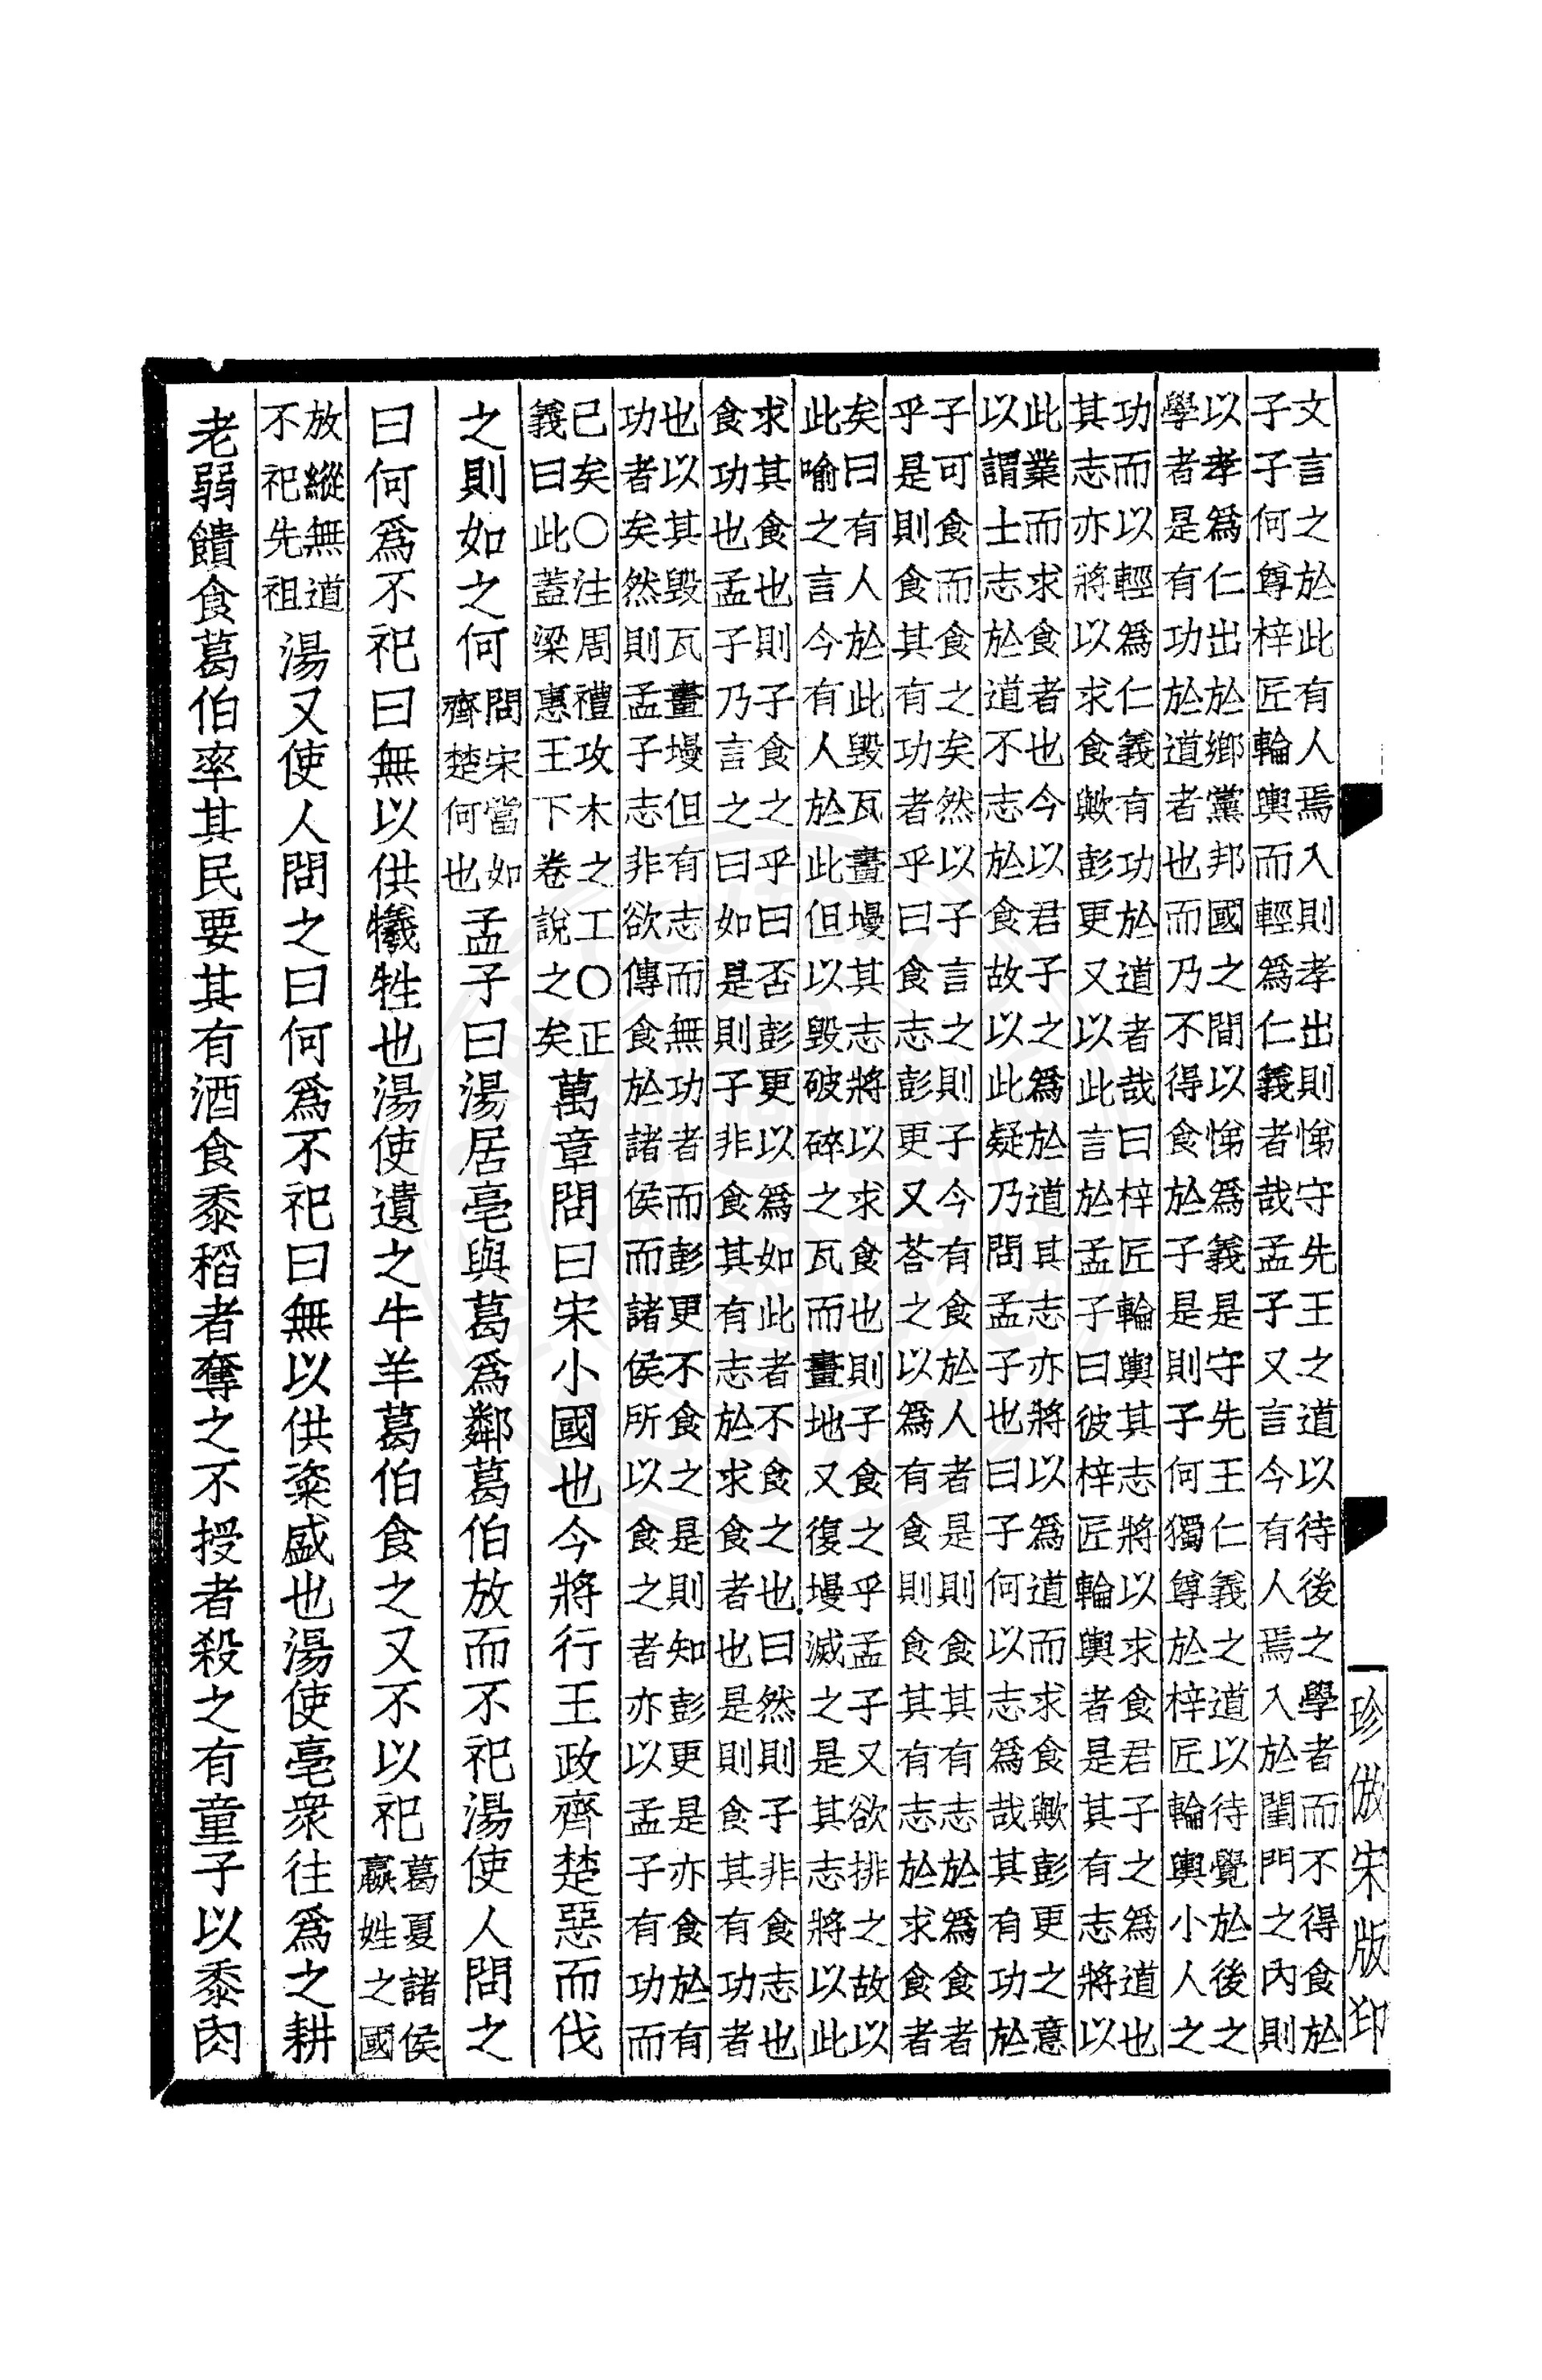 珍倣宋版印
文言之於此有人焉入則孝出則悌守先王之道以待後之學者而不得食於
子子何尊梓匠輪輿而輕爲仁義者哉孟子又言今有人焉入於閨門之內則
以孝爲仁出於鄉黨邦國之間以悌爲義是守先王仁義之道以待覺於後之
學者是有功於道者也而乃不得食於子是則子何獨尊於梓匠輪輿小人之
功而以輕爲仁義有功於道者哉曰梓匠輪輿其志將以求食君子之爲道也
其志亦將以求食歟彭更又以此言於孟子曰彼梓匠輪輿者是其有志將以
此業而求食者也今以君子之爲於道其志亦將以爲道而求食歟彭更之意
以謂士志於道不志於食故以此疑乃問孟子也曰子何以志爲哉其有功於
子可食而食之矣然以子言之則子今有食於人者是則食其有志於爲食者
乎是則食其有功者乎曰食志彭更又荅之以爲有食則食其有志於求食者
矣曰有人於此毀瓦畫墁其志將以求食也則子食之乎孟子又欲排之故以
此喻之言今有人於此但以毀破碎之瓦而畫地又復墁滅之是其志將以此
求其食也則子食之乎曰否彭更以爲如此者不食之也曰然則子非食志也
食功也孟子乃言之曰如是則子非食其有志於求食者也是則食其有功者
也以其毀瓦畫墁但有志而無功者而彭更不食之是則知彭更是亦食於有
功者矣然則孟子志非欲傳食於諸侯而諸侯所以食之者亦以孟子有功而
已矣○注周禮攻木之工○正
義曰此蓋梁惠王下卷說之矣
萬章問曰宋小國也今將行王政齊楚惡而伐
之則如之何
問宋當如
齊楚何也
孟子曰湯居亳與葛爲鄰葛伯放而不祀湯使人問之
曰何爲不祀曰無以供犧牲也湯使遺之牛羊葛伯食之又不以祀
葛夏諸侯
嬴姓之國
放縱無道
不祀先祖
湯又使人問之曰何爲不祀曰無以供粢盛也湯使亳衆往爲之耕
老弱饋食葛伯率其民要其有酒食黍稻者奪之不授者殺之有童子以黍肉